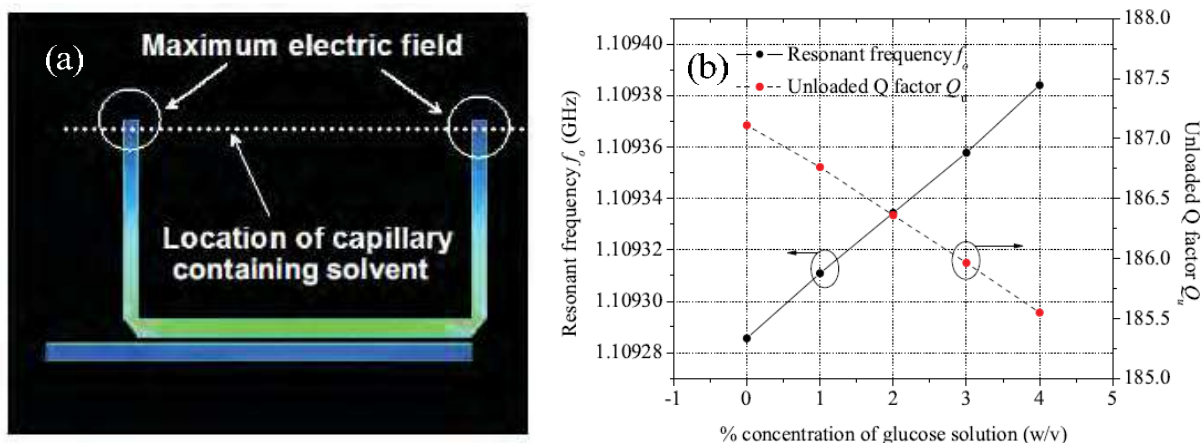 (a)
Maximum electric field
Location of capillary
containing solvent
(b)
Resonant frequency fo
Unloaded Q factor Qu
Resonant frequency fo (GHz)
1.10940
1.10938
1.10936
1.10934
1.10932
1.10930
1.10928
188.0
187.5
187.0
186.5
186.0
185.5
185.0
Unloaded Q factor Qu
-1 0 1 2 3 4 5
% concentration of glucose solution (w/v)